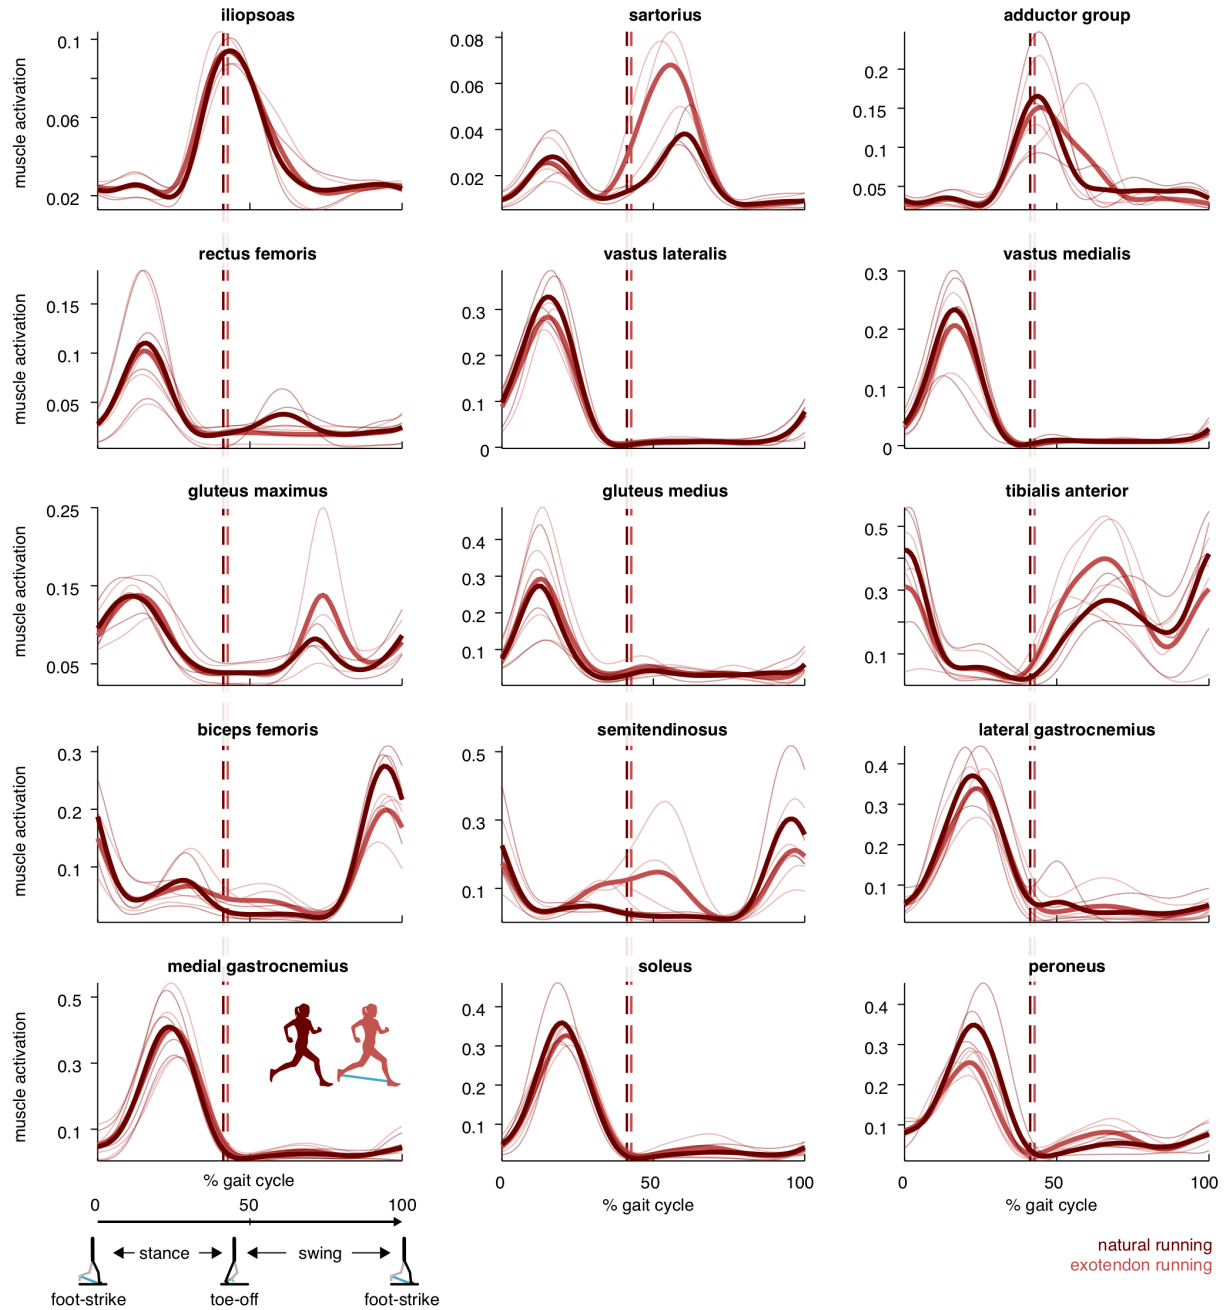 iliopsoas
sartorius
adductor group
muscle activation
0.1
0.06
0.02
0.08
0.06
0.04
0.02
0.2
0.15
0.1
0.05
rectus femoris
vastus lateralis
vastus medialis
muscle activation
0.15
0.1
0.05
0.3
0.2
0.1
0
0.3
0.2
0.1
0
gluteus maximus
gluteus medius
tibialis anterior
muscle activation
0.25
0.15
0.05
0.4
0.3
0.2
0.1
0.5
0.3
0.1
biceps femoris
semitendinosus
lateral gastrocnemius
muscle activation
0.3
0.2
0.1
0.5
0.3
0.1
0.4
0.3
0.2
0.1
medial gastrocnemius
soleus
peroneus
muscle activation
0.5
0.3
0.1
0.4
0.3
0.2
0.1
0.4
0.3
0.2
0.1
% gait cycle
0 50 100
0 50 100
% gait cycle
0 50 100
% gait cycle
stance
swing
foot-strike
toe-off
foot-strike
natural running
exotendon running